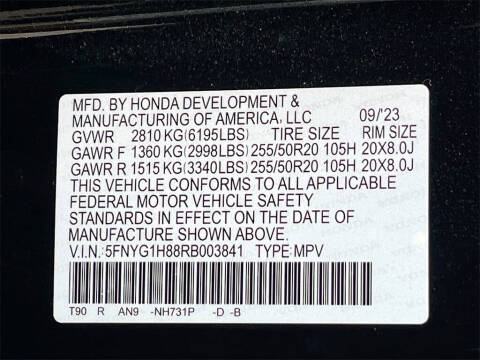 MFD. BY HONDA DEVELOPMENT &
MANUFACTURING OF AMERICA, LLC 09/'23
GVWR 2810 KG(6195LBS) TIRE SIZE RIM SIZE
GAWR F 1360 KG(2998LBS) 255/50R20 105H 20X8.0J
GAWR R 1515 KG(3340LBS) 255/50R20 105H 20X8.0J
THIS VEHICLE CONFORMS TO ALL APPLICABLE
FEDERAL MOTOR VEHICLE SAFETY
STANDARDS IN EFFECT ON THE DATE OF
MANUFACTURE SHOWN ABOVE.
V.I.N.: 5FNYG1H88RB003841 TYPE:MPV
T90 R AN9 -NH731P -D -B